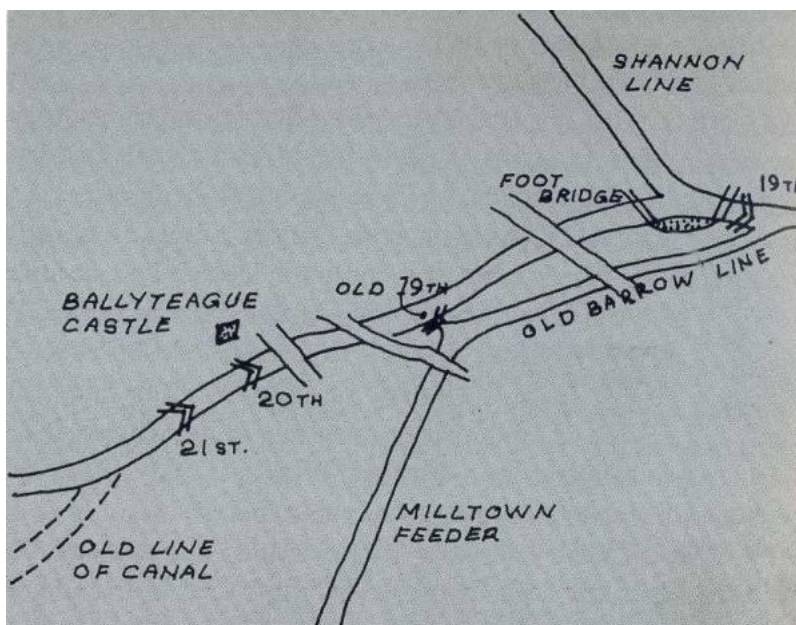 SHANNON
LINE
19TH
FOOT
BRIDGE
OLD BARROW LINE
OLD 19TH
BALLYTEAGUE
CASTLE
20TH
21ST.
MILLTOWN
FEEDER
OLD LINE
OF CANAL